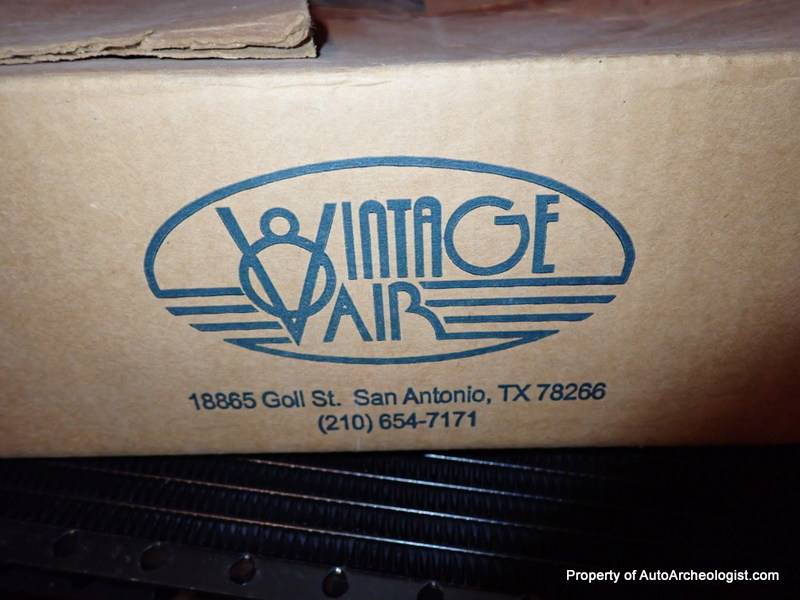 VINTAGE
AIR
18865 Goll St. San Antonio, TX 78266
(210) 654-7171
Property of AutoArcheologist.com